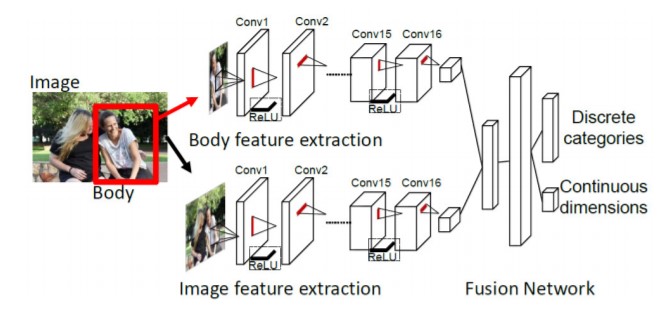 Image
Body
Conv1
Conv2
Conv15
Conv16
ReLU
ReLU
Body feature extraction
Conv1
Conv2
Conv15
Conv16
ReLU
ReLU
Image feature extraction
Discrete
categories
Continuous
dimensions
Fusion Network